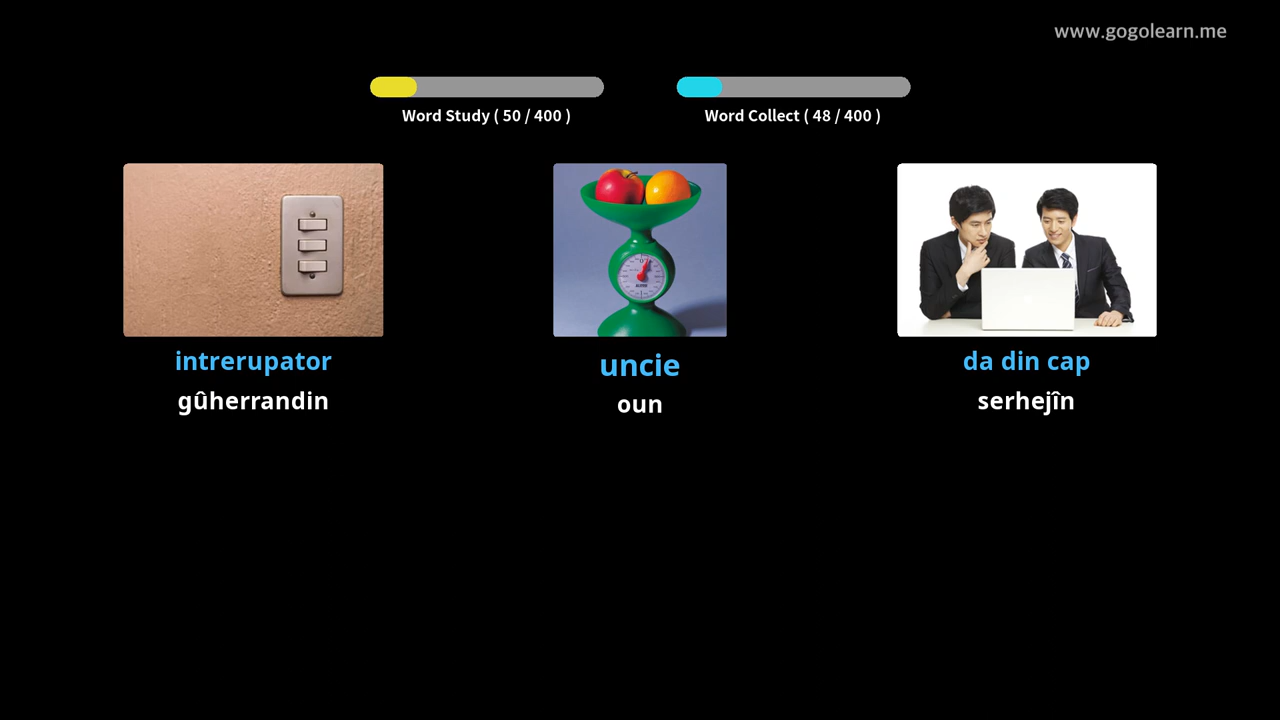 www.gogolearn.me
Word Study ( 50 / 400 )
Word Collect ( 48 / 400 )
intrerupator
gûherrandin
uncie
oun
da din cap
serhejîn